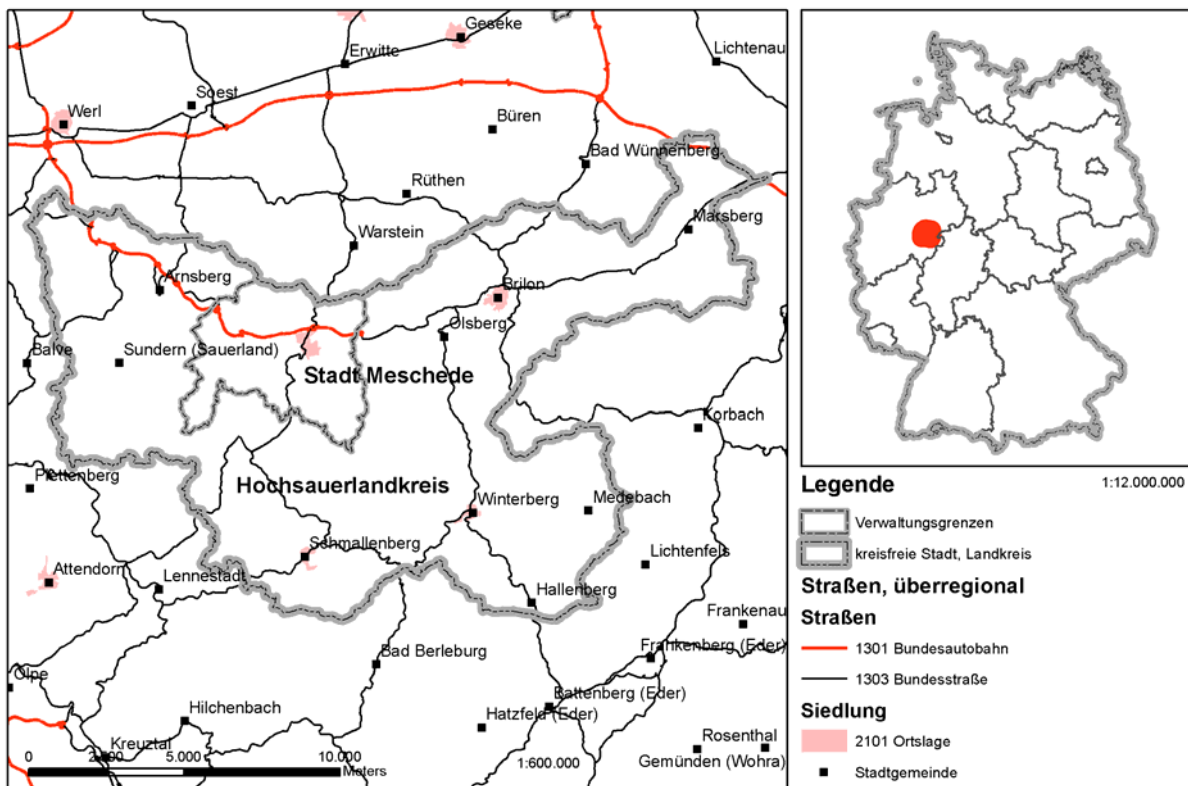 Geseke
Erwitte
Lichtenau
Soest
Werl
Büren
Bad Wünnenberg
Rüthen
Marsberg
Warstein
Arnsberg
Brilon
Olsberg
Balve
Sundern (Sauerland)
Stadt Meschede
Korbach
Plettenberg
Hochsauerlandkreis
Winterberg
Medebach
Schmallenberg
Lichtenfels
Attendorn
Lennestadt
Hallenberg
Frankenau
Frankenberg (Eder)
Bad Berleburg
Olpe
Battenberg (Eder)
Hilchenbach
Hatzfeld (Eder)
Rosenthal
Kreuztal
Gemünden (Wohra)
0 2.500 5.000 10.000
Meters
1:600.000
Legende
1:12.000.000
Verwaltungsgrenzen
kreisfreie Stadt, Landkreis
Straßen, überregional
Straßen
1301 Bundesautobahn
1303 Bundesstraße
Siedlung
2101 Ortslage
Stadtgemeinde